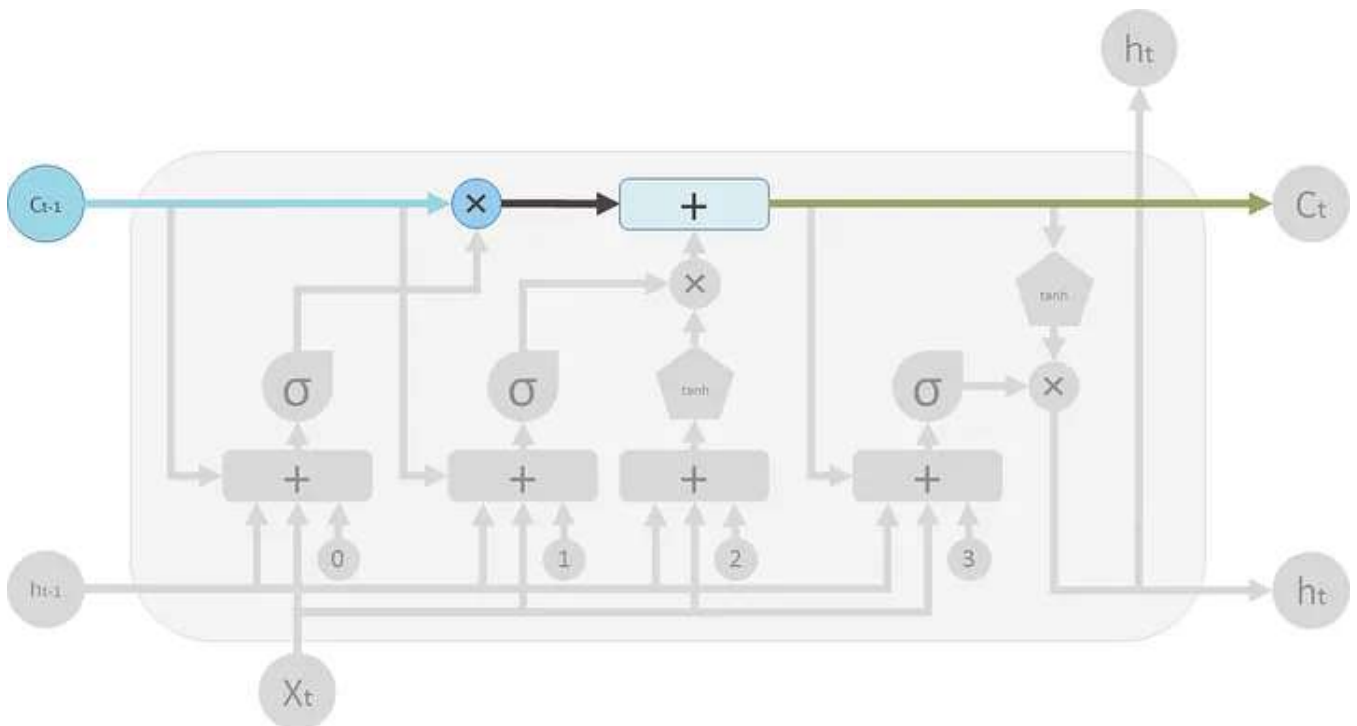 ht
Ct-1
×
+
Ct
×
tanh
σ
σ
tanh
σ
×
+
+
+
+
0
1
2
3
ht-1
ht
Xt